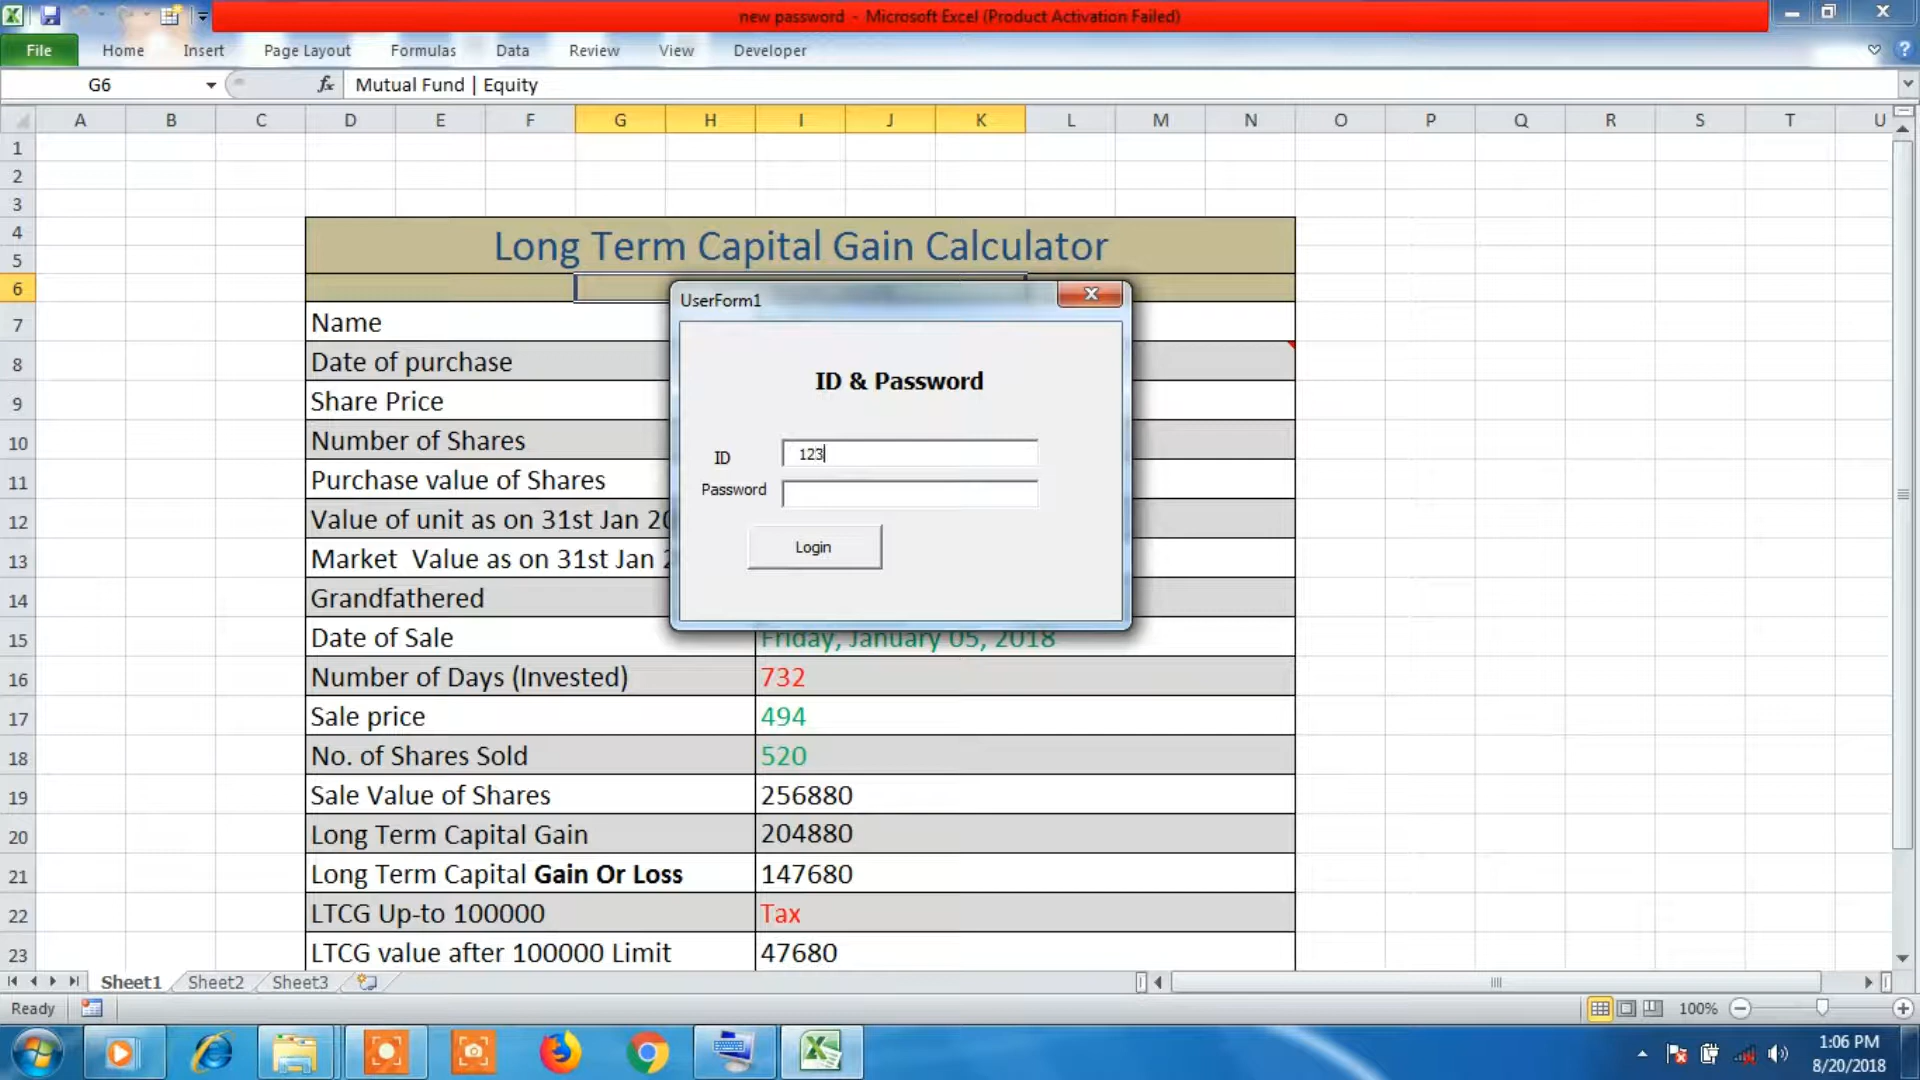 new password - Microsoft Excel (Product Activation Failed)
File Home Insert Page Layout Formulas Data Review View Developer
G6 fx Mutual Fund | Equity
A B C D E F G H I J K L M N O P Q R S T U
1
2
3
4
5
6
7
8
9
10
11
12
13
14
15
16
17
18
19
20
21
22
23
Long Term Capital Gain Calculator
Name
Date of purchase
Share Price
Number of Shares
Purchase value of Shares
Value of unit as on 31st Jan
Market Value as on 31st Jan
Grandfathered
Date of Sale Friday, January 05, 2018
Number of Days (Invested) 732
Sale price 494
No. of Shares Sold 520
Sale Value of Shares 256880
Long Term Capital Gain 204880
Long Term Capital Gain Or Loss 147680
LTCG Up-to 100000 Tax
LTCG value after 100000 Limit 47680
UserForm1
ID & Password
ID 123
Password
Login
Sheet1 Sheet2 Sheet3
Ready 100%
1:06 PM
8/20/2018